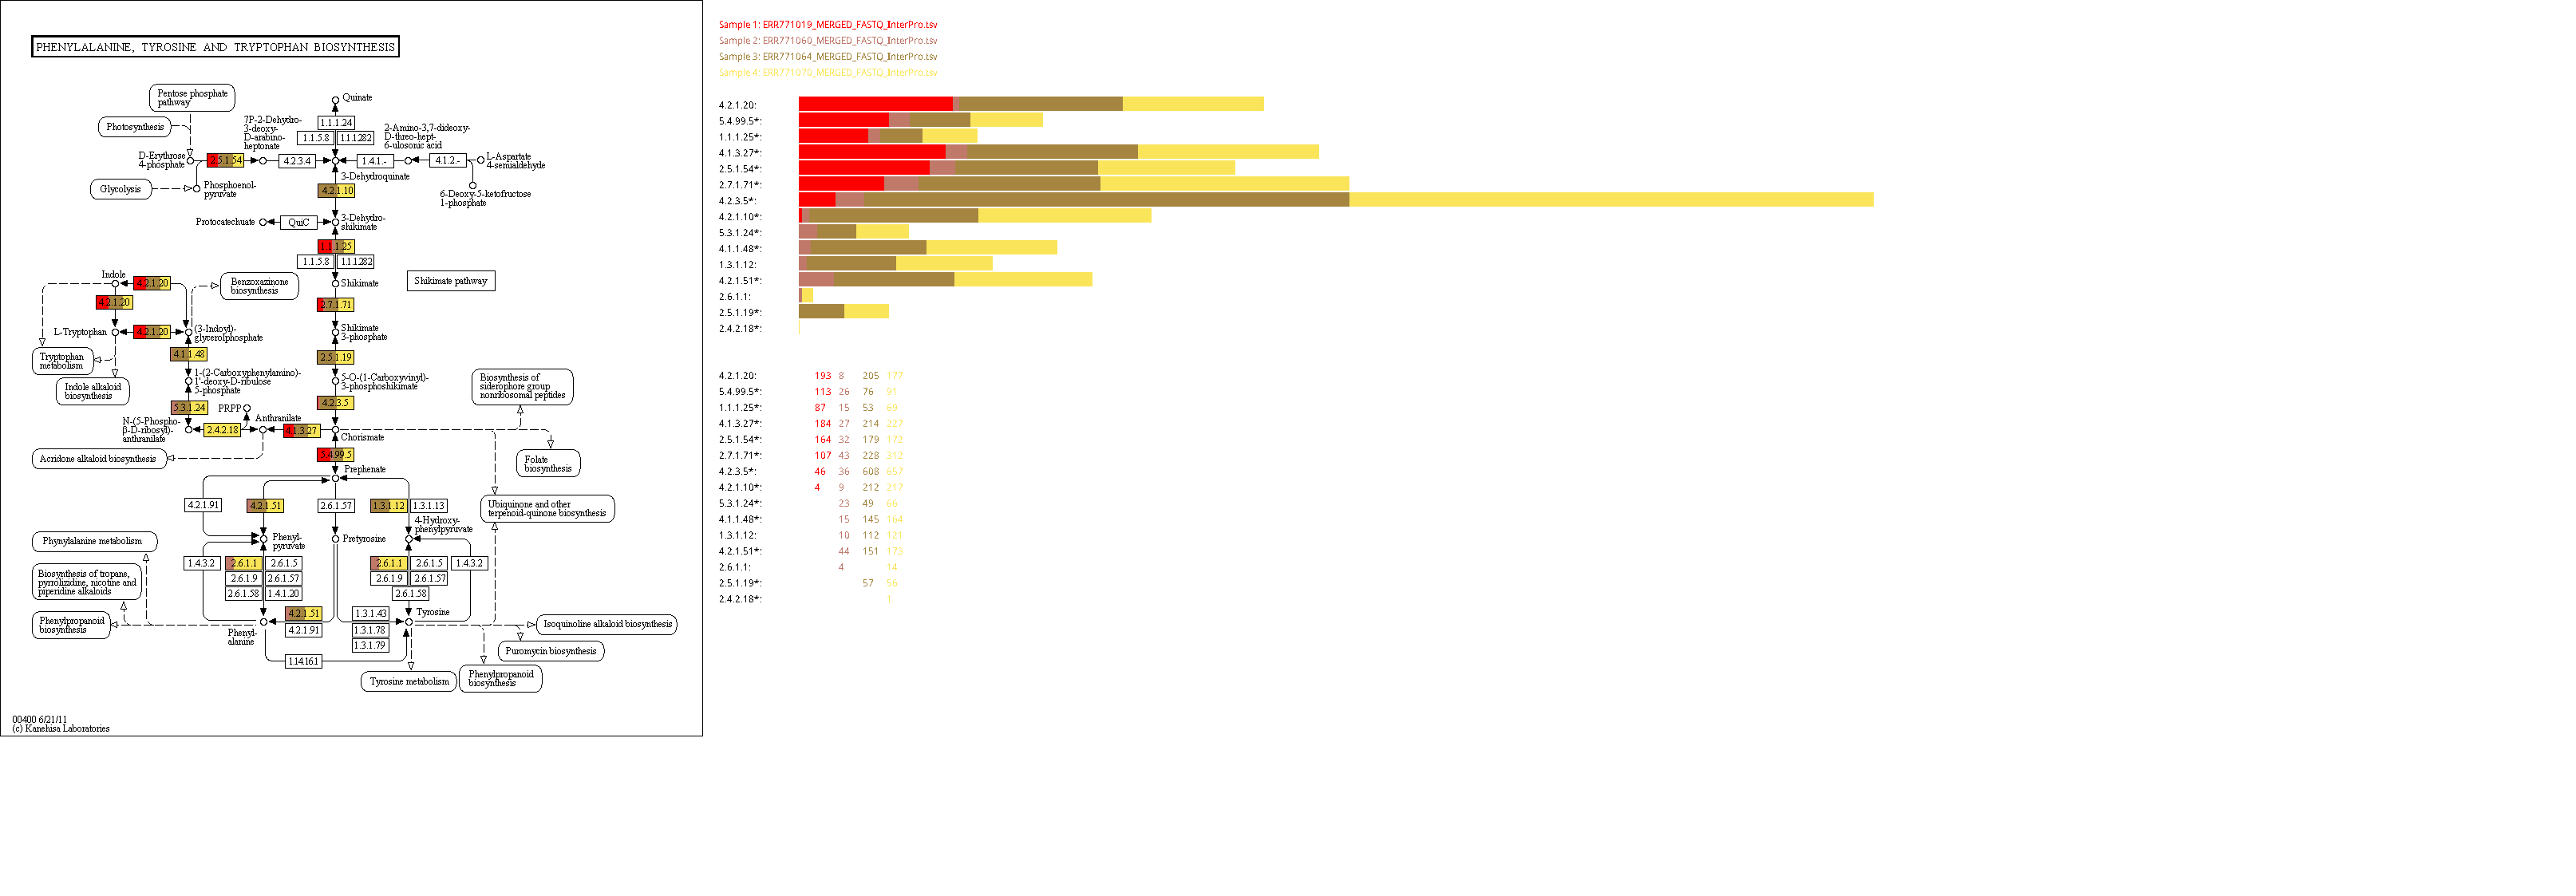 PHENYLALANINE, TYROSINE AND TRYPTOPHAN BIOSYNTHESIS
Pentose phosphate
pathway
Photosynthesis
Glycolysis
D-Erythrose
4-phosphate
Phosphoenol-
pyruvate
2.5.1.54
7P-2-Dehydro-
3-deoxy-
D-arabino-
heptonate
4.2.3.4
Quinate
1.1.1.24
1.1.5.8
1.1.1.282
2-Amino-3,7-dideoxy-
D-threo-hept-
6-ulosonic acid
1.4.1.-
4.1.2.-
L-Aspartate
4-semialdehyde
6-Deoxy-5-ketofructose
1-phosphate
3-Dehydroquinate
4.2.1.10
Protocatechuate
QuiC
3-Dehydro-
shikimate
1.1.1.25
1.1.5.8
1.1.1.282
Shikimate
Shikimate pathway
2.7.1.71
Shikimate
3-phosphate
2.5.1.19
5-O-(1-Carboxyvinyl)-
3-phosphoshikimate
4.2.3.5
Chorismate
Indole
4.2.1.20
4.2.1.20
Benzoxazinone
biosynthesis
L-Tryptophan
4.2.1.20
(3-Indoyl)-
glycerolphosphate
Tryptophan
metabolism
Indole alkaloid
biosynthesis
4.1.1.48
1-(2-Carboxyphenylamino)-
1'-deoxy-D-ribulose
5-phosphate
5.3.1.24
PRPP
N-(5-Phospho-
β-D-ribosyl)-
anthranilate
2.4.2.18
Anthranilate
4.1.3.27
Acridone alkaloid biosynthesis
Biosynthesis of
siderophore group
nonribosomal peptides
Folate
biosynthesis
Ubiquinone and other
terpenoid-quinone biosynthesis
5.4.99.5
Prephenate
4.2.1.91
4.2.1.51
2.6.1.57
1.3.1.12
1.3.1.13
Phenyl-
pyruvate
Pretyrosine
4-Hydroxy-
phenylpyruvate
Phynylalanine metabolism
Biosynthesis of tropane,
pyrrolizidine, nicotine and
piperidine alkaloids
Phenylpropanoid
biosynthesis
1.4.3.2
2.6.1.1
2.6.1.5
2.6.1.9
2.6.1.57
2.6.1.58
1.4.1.20
2.6.1.1
2.6.1.5
1.4.3.2
2.6.1.9
2.6.1.57
2.6.1.58
4.2.1.51
4.2.1.91
1.3.1.43
1.3.1.78
1.3.1.79
Tyrosine
Phenyl-
alanine
1.14.16.1
Isoquinoline alkaloid biosynthesis
Puromycin biosynthesis
Phenylpropanoid
biosynthesis
Tyrosine metabolism
00400 6/21/11
(c) Kanehisa Laboratories
Sample 1: ERR771019_MERGED_FASTQ_InterPro.tsv
Sample 2: ERR771060_MERGED_FASTQ_InterPro.tsv
Sample 3: ERR771064_MERGED_FASTQ_InterPro.tsv
Sample 4: ERR771070_MERGED_FASTQ_InterPro.tsv
4.2.1.20:
5.4.99.5*:
1.1.1.25*:
4.1.3.27*:
2.5.1.54*:
2.7.1.71*:
4.2.3.5*:
4.2.1.10*:
5.3.1.24*:
4.1.1.48*:
1.3.1.12:
4.2.1.51*:
2.6.1.1:
2.5.1.19*:
2.4.2.18*:
4.2.1.20: 193 8 205 177
5.4.99.5*: 113 26 76 91
1.1.1.25*: 87 15 53 69
4.1.3.27*: 184 27 214 227
2.5.1.54*: 164 32 179 172
2.7.1.71*: 107 43 228 312
4.2.3.5*: 46 36 608 657
4.2.1.10*: 4 9 212 217
5.3.1.24*: 23 49 66
4.1.1.48*: 15 145 164
1.3.1.12: 10 112 121
4.2.1.51*: 44 151 173
2.6.1.1: 4 14
2.5.1.19*: 57 56
2.4.2.18*: 1